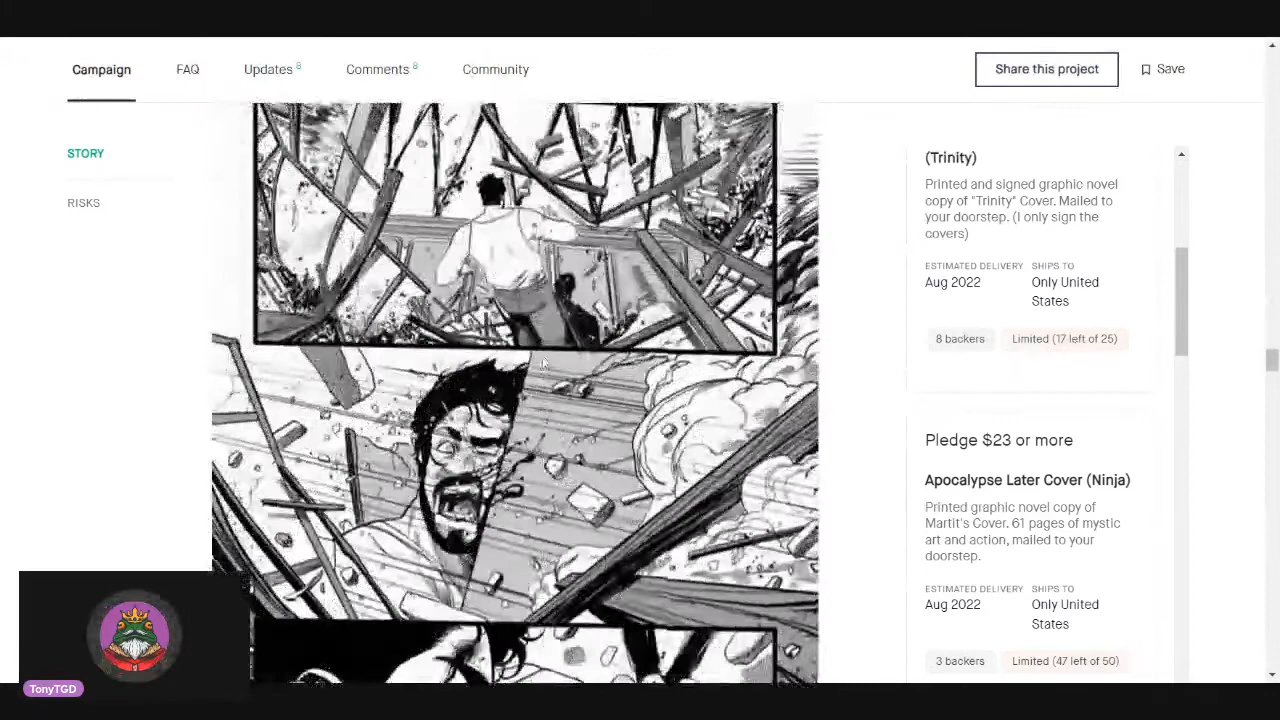 Campaign
FAQ
Updates 8
Comments 8
Community
Share this project
Save
STORY
RISKS
(Trinity)
Printed and signed graphic novel
copy of "Trinity" Cover. Mailed to
your doorstep. (I only sign the
covers)
ESTIMATED DELIVERY
SHIPS TO
Aug 2022
Only United
States
8 backers
Limited (17 left of 25)
Pledge $23 or more
Apocalypse Later Cover (Ninja)
Printed graphic novel copy of
Martit's Cover. 61 pages of mystic
art and action, mailed to your
doorstep.
ESTIMATED DELIVERY
SHIPS TO
Aug 2022
Only United
States
3 backers
Limited (47 left of 50)
TonyTGD